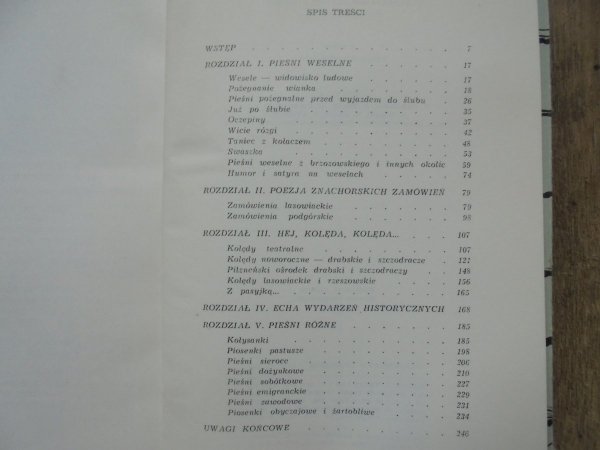 SPIS TREŚCI
WSTĘP . . . . . . . . . . 7
ROZDZIAŁ I. PIEŚNI WESELNE . . . . . 17
Wesele — widowisko ludowe . . . . . . 17
Pożegnanie wianka . . . . . . . . 18
Pieśni pożegnalne przed wyjazdem do ślubu . . 26
Już po ślubie . . . . . . . . . 35
Oczepiny . . . . . . . . . . 37
Wicie rózgi . . . . . . . . . 42
Taniec z kołaczem . . . . . . . . 48
Swaszka . . . . . . . . . . 53
Pieśni weselne z brzozowskiego i innych okolic 59
Humor i satyra na weselach . . . . . 74
ROZDZIAŁ II. POEZJA ZNACHORSKICH ZAMÓWIEŃ 79
Zamówienia lasowiackie . . . . . . 79
Zamówienia podgórskie . . . . . . . 98
ROZDZIAŁ III. HEJ, KOLĘDA, KOLĘDA... . . . 107
Kolędy teatralne . . . . . . . . 107
Kolędy noworoczne — drabskie i szczodracze . . 121
Pilzneński ośrodek drabski i szczodraczy . . 148
Kolędy lasowiackie i rzeszowskie . . . . 156
Z pasyjką... . . . . . . . . . 165
ROZDZIAŁ IV. ECHA WYDARZEŃ HISTORYCZNYCH 168
ROZDZIAŁ V. PIEŚNI RÓŻNE . . . . . 185
Kołysanki . . . . . . . . . . 185
Piosenki pastusze . . . . . . . . 198
Pieśni sieroce . . . . . . . . . 206
Pieśni dożynkowe . . . . . . . . 210
Pieśni sobótkowe . . . . . . . . 227
Pieśni emigranckie . . . . . . . . 229
Pieśni zawodowe . . . . . . . . 231
Piosenki obyczajowe i żartobliwe . . . . 234
UWAGI KOŃCOWE . . . . . . . . 246